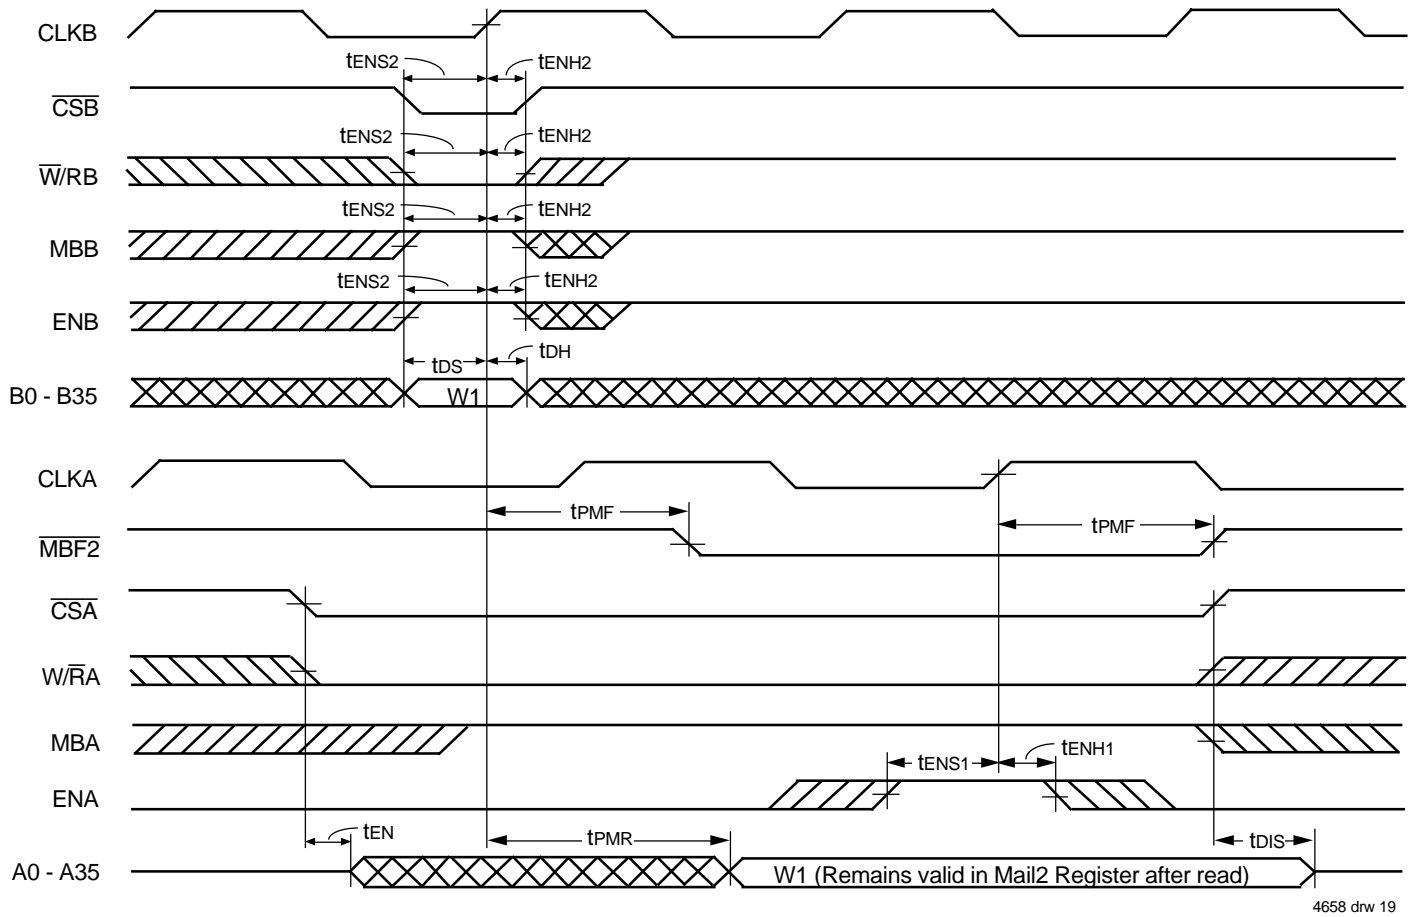 CLKB
tENS2
tENH2
CSB
tENS2
tENH2
W/RB
tENS2
tENH2
MBB
tENS2
tENH2
ENB
tDS
tDH
B0 - B35
W1
CLKA
tPMF
tPMF
MBF2
CSA
W/RA
MBA
tENS1
tENH1
ENA
tEN
tPMR
tDIS
A0 - A35
W1 (Remains valid in Mail2 Register after read)
4658 drw 19